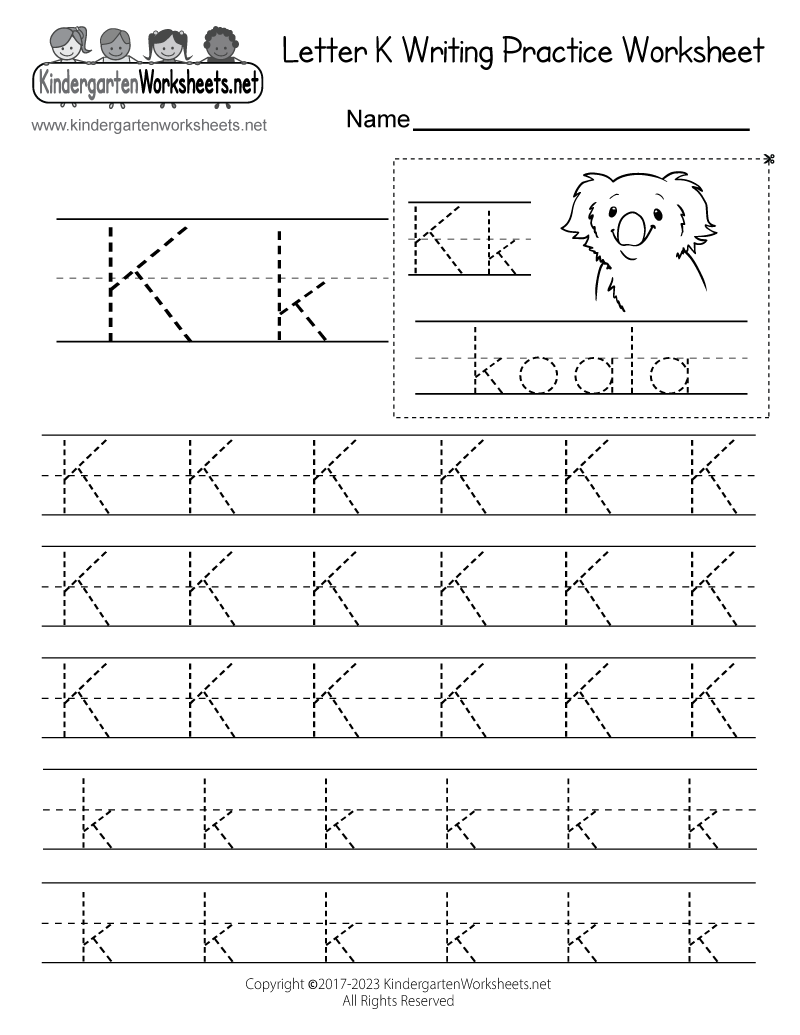 Letter K Writing Practice Worksheet
KindergartenWorksheets.net
www.kindergartenworksheets.net
Name
K k
Kk
koala
K K K K K K
K K K K K K
K K K K K K
k k k k k k
k k k k k k
Copyright ©2017-2023 KindergartenWorksheets.net
All Rights Reserved